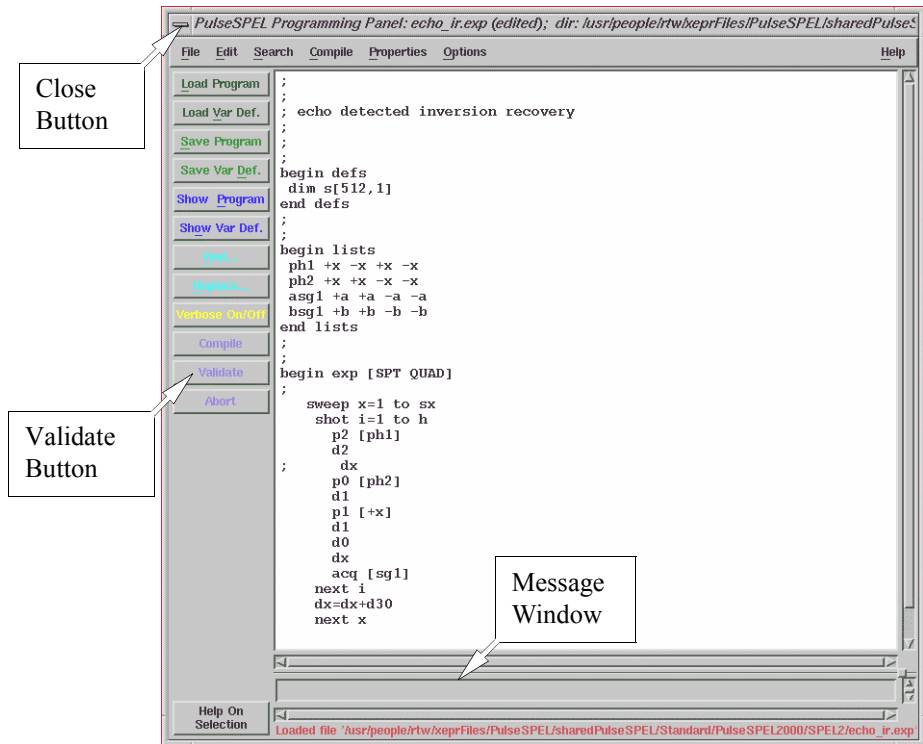 PulseSPEL Programming Panel: echo_ir.exp (edited); dir: /usr/people/rtw/xeprFiles/PulseSPEL/sharedPulseS
File Edit Search Compile Properties Options Help
Close
Button
Load Program
Load Var Def.
Save Program
Save Var Def.
Show Program
Show Var Def.
Find...
Replace...
Verbose On/Off
Compile
Validate
Abort
Validate
Button
;
;
; echo detected inversion recovery
;
;
;
begin defs
dim s[512,1]
end defs
;
;
begin lists
ph1 +x -x +x -x
ph2 +x +x -x -x
asg1 +a +a -a -a
bsg1 +b +b -b -b
end lists
;
;
begin exp [SPT QUAD]
;
sweep x=1 to sx
shot i=1 to h
p2 [ph1]
d2
; dx
p0 [ph2]
d1
p1 [+x]
d1
d0
dx
acq [sg1]
next i
dx=dx+d30
next x
Message
Window
Help On
Selection
Loaded file '/usr/people/rtw/xeprFiles/PulseSPEL/sharedPulseSPEL/Standard/PulseSPEL2000/SPEL2/echo_ir.exp